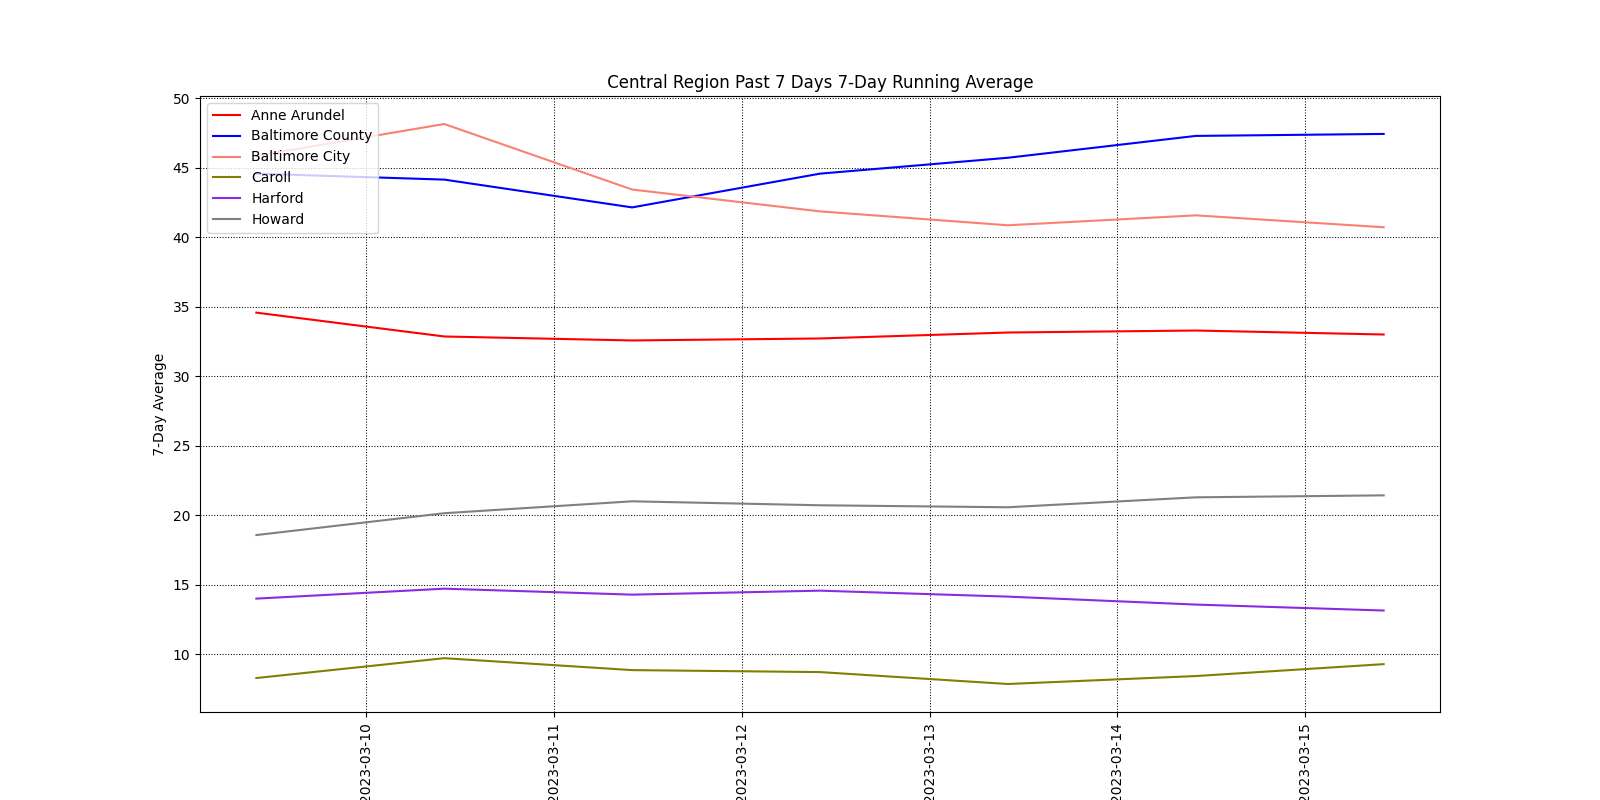 Central Region Past 7 Days 7-Day Running Average
50
45
40
35
30
25
20
15
10
7-Day Average
Anne Arundel
Baltimore County
Baltimore City
Caroll
Harford
Howard
2023-03-10
2023-03-11
2023-03-12
2023-03-13
2023-03-14
2023-03-15